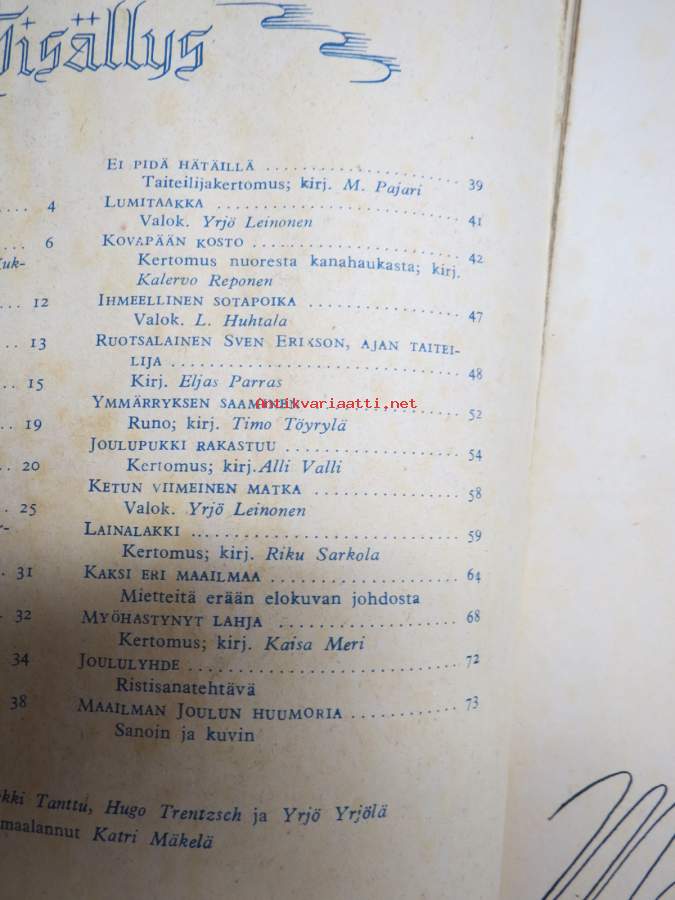 Sisällys
4
6
12
13
15
19
20
25
31
32
34
38
EI PIDÄ HÄTÄILLÄ .................... 39
Taiteilijakertomus; kirj. M. Pajari
LUMITAAKKA .................... 41
Valok. Yrjö Leinonen
KOVAPÄÄN KOSTO .................... 42
Kertomus nuoresta kanahaukasta; kirj.
Kalervo Reponen
IHMEELLINEN SOTAPOIKA .................... 47
Valok. L. Huhtala
RUOTSALAINEN SVEN ERIKSON, AJAN TAITEI-
LIJA .................... 48
Kirj. Eljas Parras
YMMÄRRYKSEN SAAMINEN .................... 52
Antikvariaatti.net
Runo; kirj. Timo Töyrylä
JOULUPUKKI RAKASTUU .................... 54
Kertomus; kirj. Alli Valli
KETUN VIIMEINEN MATKA .................... 58
Valok. Yrjö Leinonen
LAINALAKKI .................... 59
Kertomus; kirj. Riku Sarkola
KAKSI ERI MAAILMAA .................... 64
Mietteitä erään elokuvan johdosta
MYÖHASTYNYT LAHJA .................... 68
Kertomus; kirj. Kaisa Meri
JOULULYHDE .................... 72
Ristisanatehtävä
MAAILMAN JOULUN HUUMORIA .................... 73
Sanoin ja kuvin
Tanttu, Hugo Trentzsch ja Yrjö Yrjölä
maalannut Katri Mäkelä